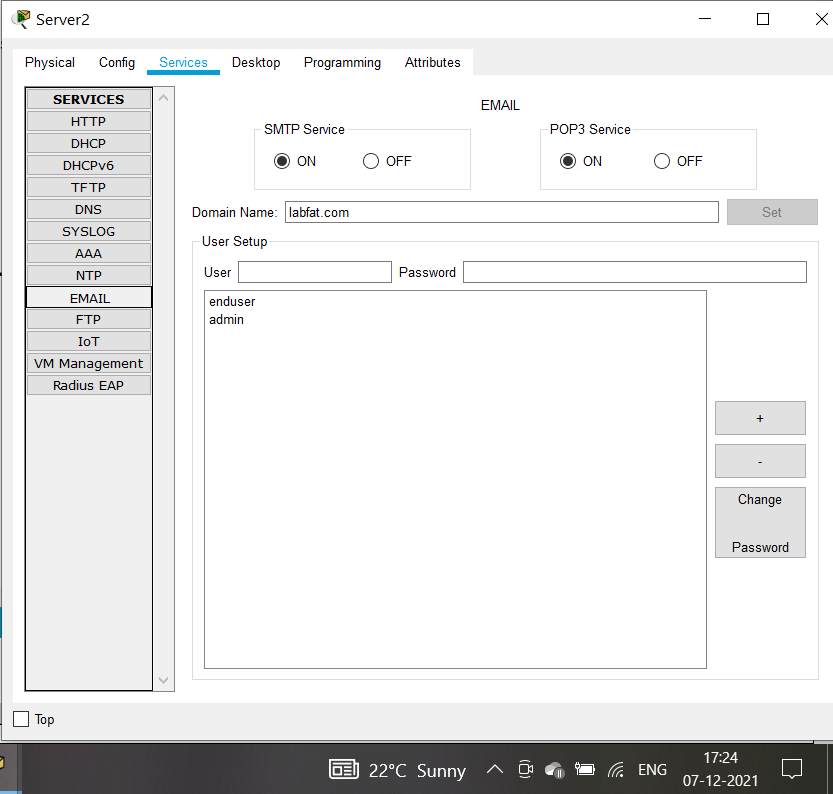 Server2
Physical Config Services Desktop Programming Attributes
SERVICES
HTTP
DHCP
DHCPv6
TFTP
DNS
SYSLOG
AAA
NTP
EMAIL
FTP
IoT
VM Management
Radius EAP
EMAIL
SMTP Service
ON OFF
POP3 Service
ON OFF
Domain Name: labfat.com Set
User Setup
User Password
enduser
admin
+
-
Change
Password
Top
22°C Sunny
ENG
17:24
07-12-2021